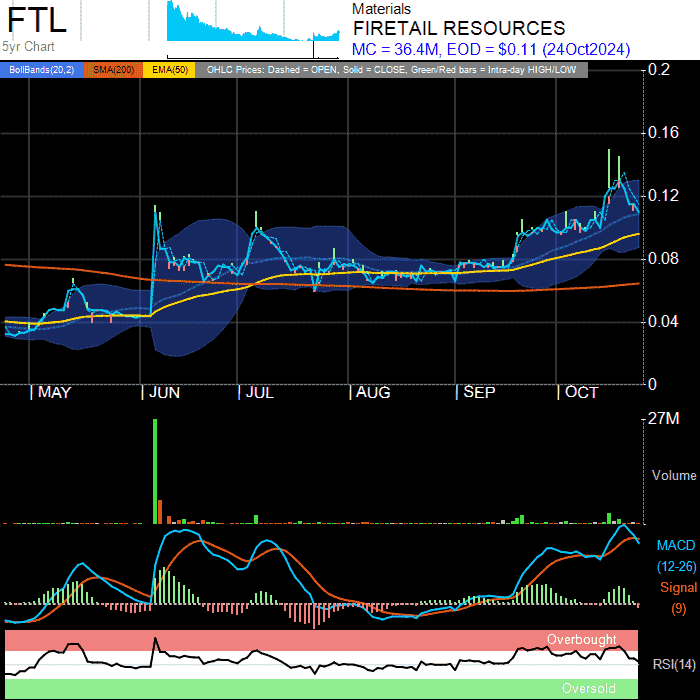 FTL
5yr Chart
Materials
FIRETAIL RESOURCES
MC = 36.4M, EOD = $0.11 (24Oct2024)
BollBands(20,2) SMA(200) EMA(50) OHLC Prices: Dashed = OPEN, Solid = CLOSE, Green/Red bars = Intra-day HIGH/LOW
0.2
0.16
0.12
0.08
0.04
0
MAY JUN JUL AUG SEP OCT
27M
Volume
MACD
(12-26)
Signal
(9)
Overbought
RSI(14)
Oversold